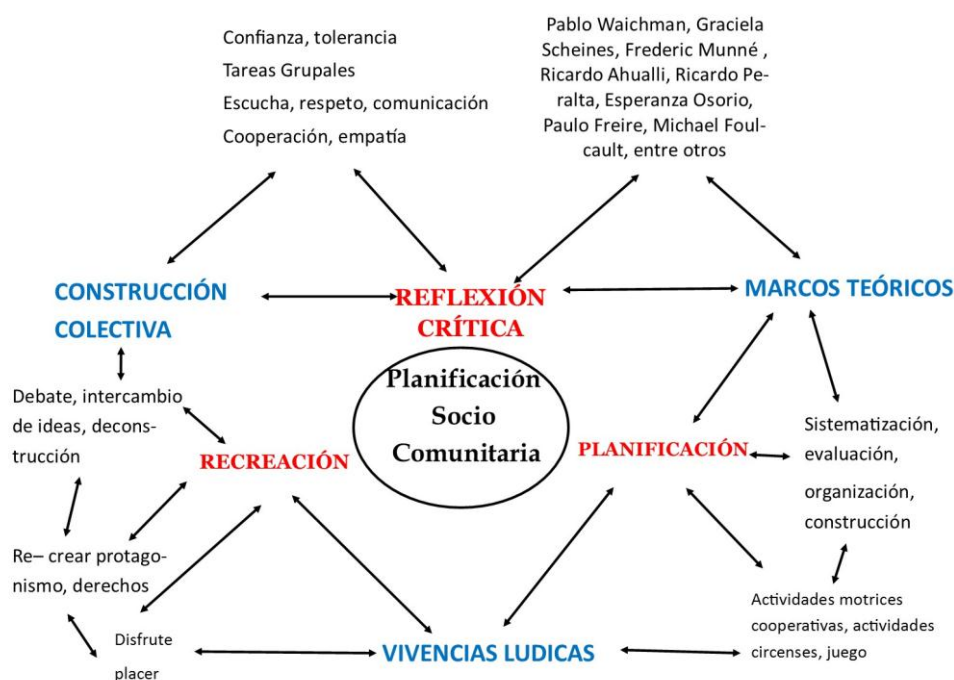 Confianza, tolerancia
Tareas Grupales
Escucha, respeto, comunicación
Cooperación, empatía
Pablo Waichman, Graciela
Scheines, Frederic Munné ,
Ricardo Ahualli, Ricardo Pe-
ralta, Esperanza Osorio,
Paulo Freire, Michael Foul-
cault, entre otros
CONSTRUCCIÓN
COLECTIVA
REFLEXIÓN
CRÍTICA
MARCOS TEÓRICOS
Planificación
Socio
Comunitaria
Debate, intercambio
de ideas, decons-
trucción
RECREACIÓN
PLANIFICACIÓN
Sistematización,
evaluación,
organización,
construcción
Re– crear protago-
nismo, derechos
Disfrute
placer
VIVENCIAS LUDICAS
Actividades motrices
cooperativas, actividades
circenses, juego